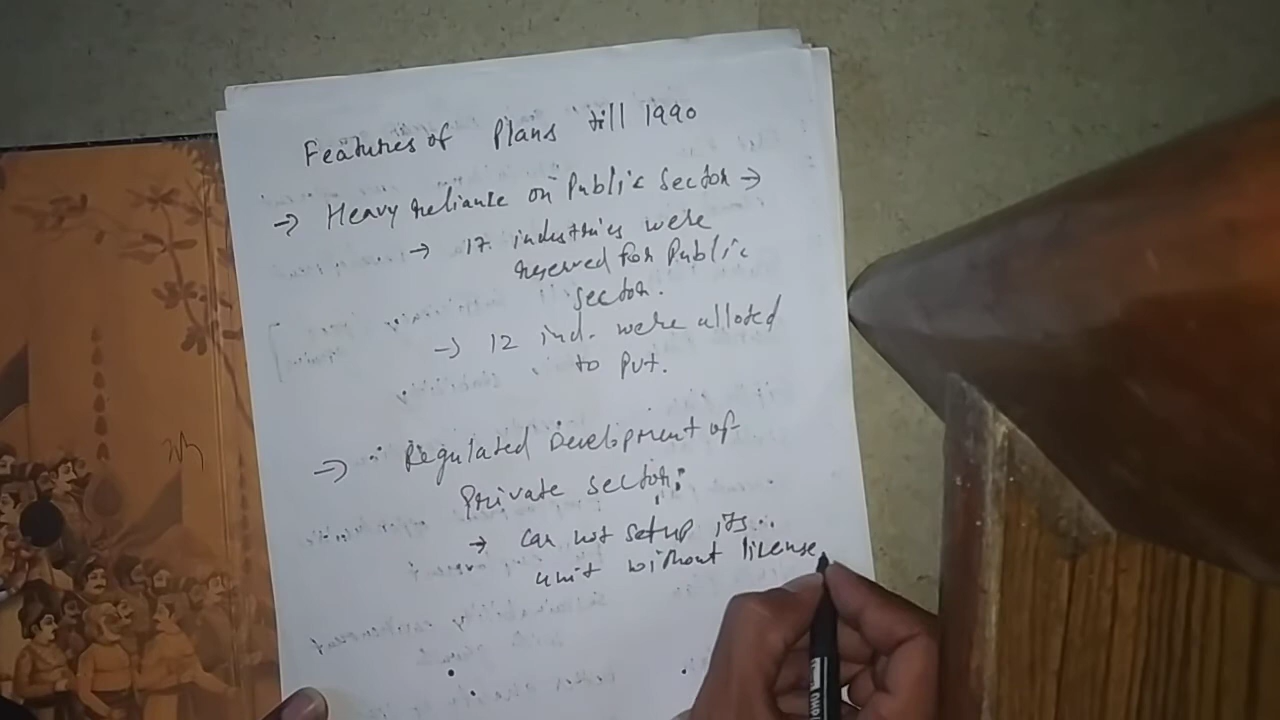 Features of Plans till 1990
→ Heavy reliance on Public sector →
→ 17 industries were
reserved for Public
sector.
→ 12 ind. were alloted
to Pvt.
→ Regulated Development of
Private sector:
→ Can not setup its
unit without license